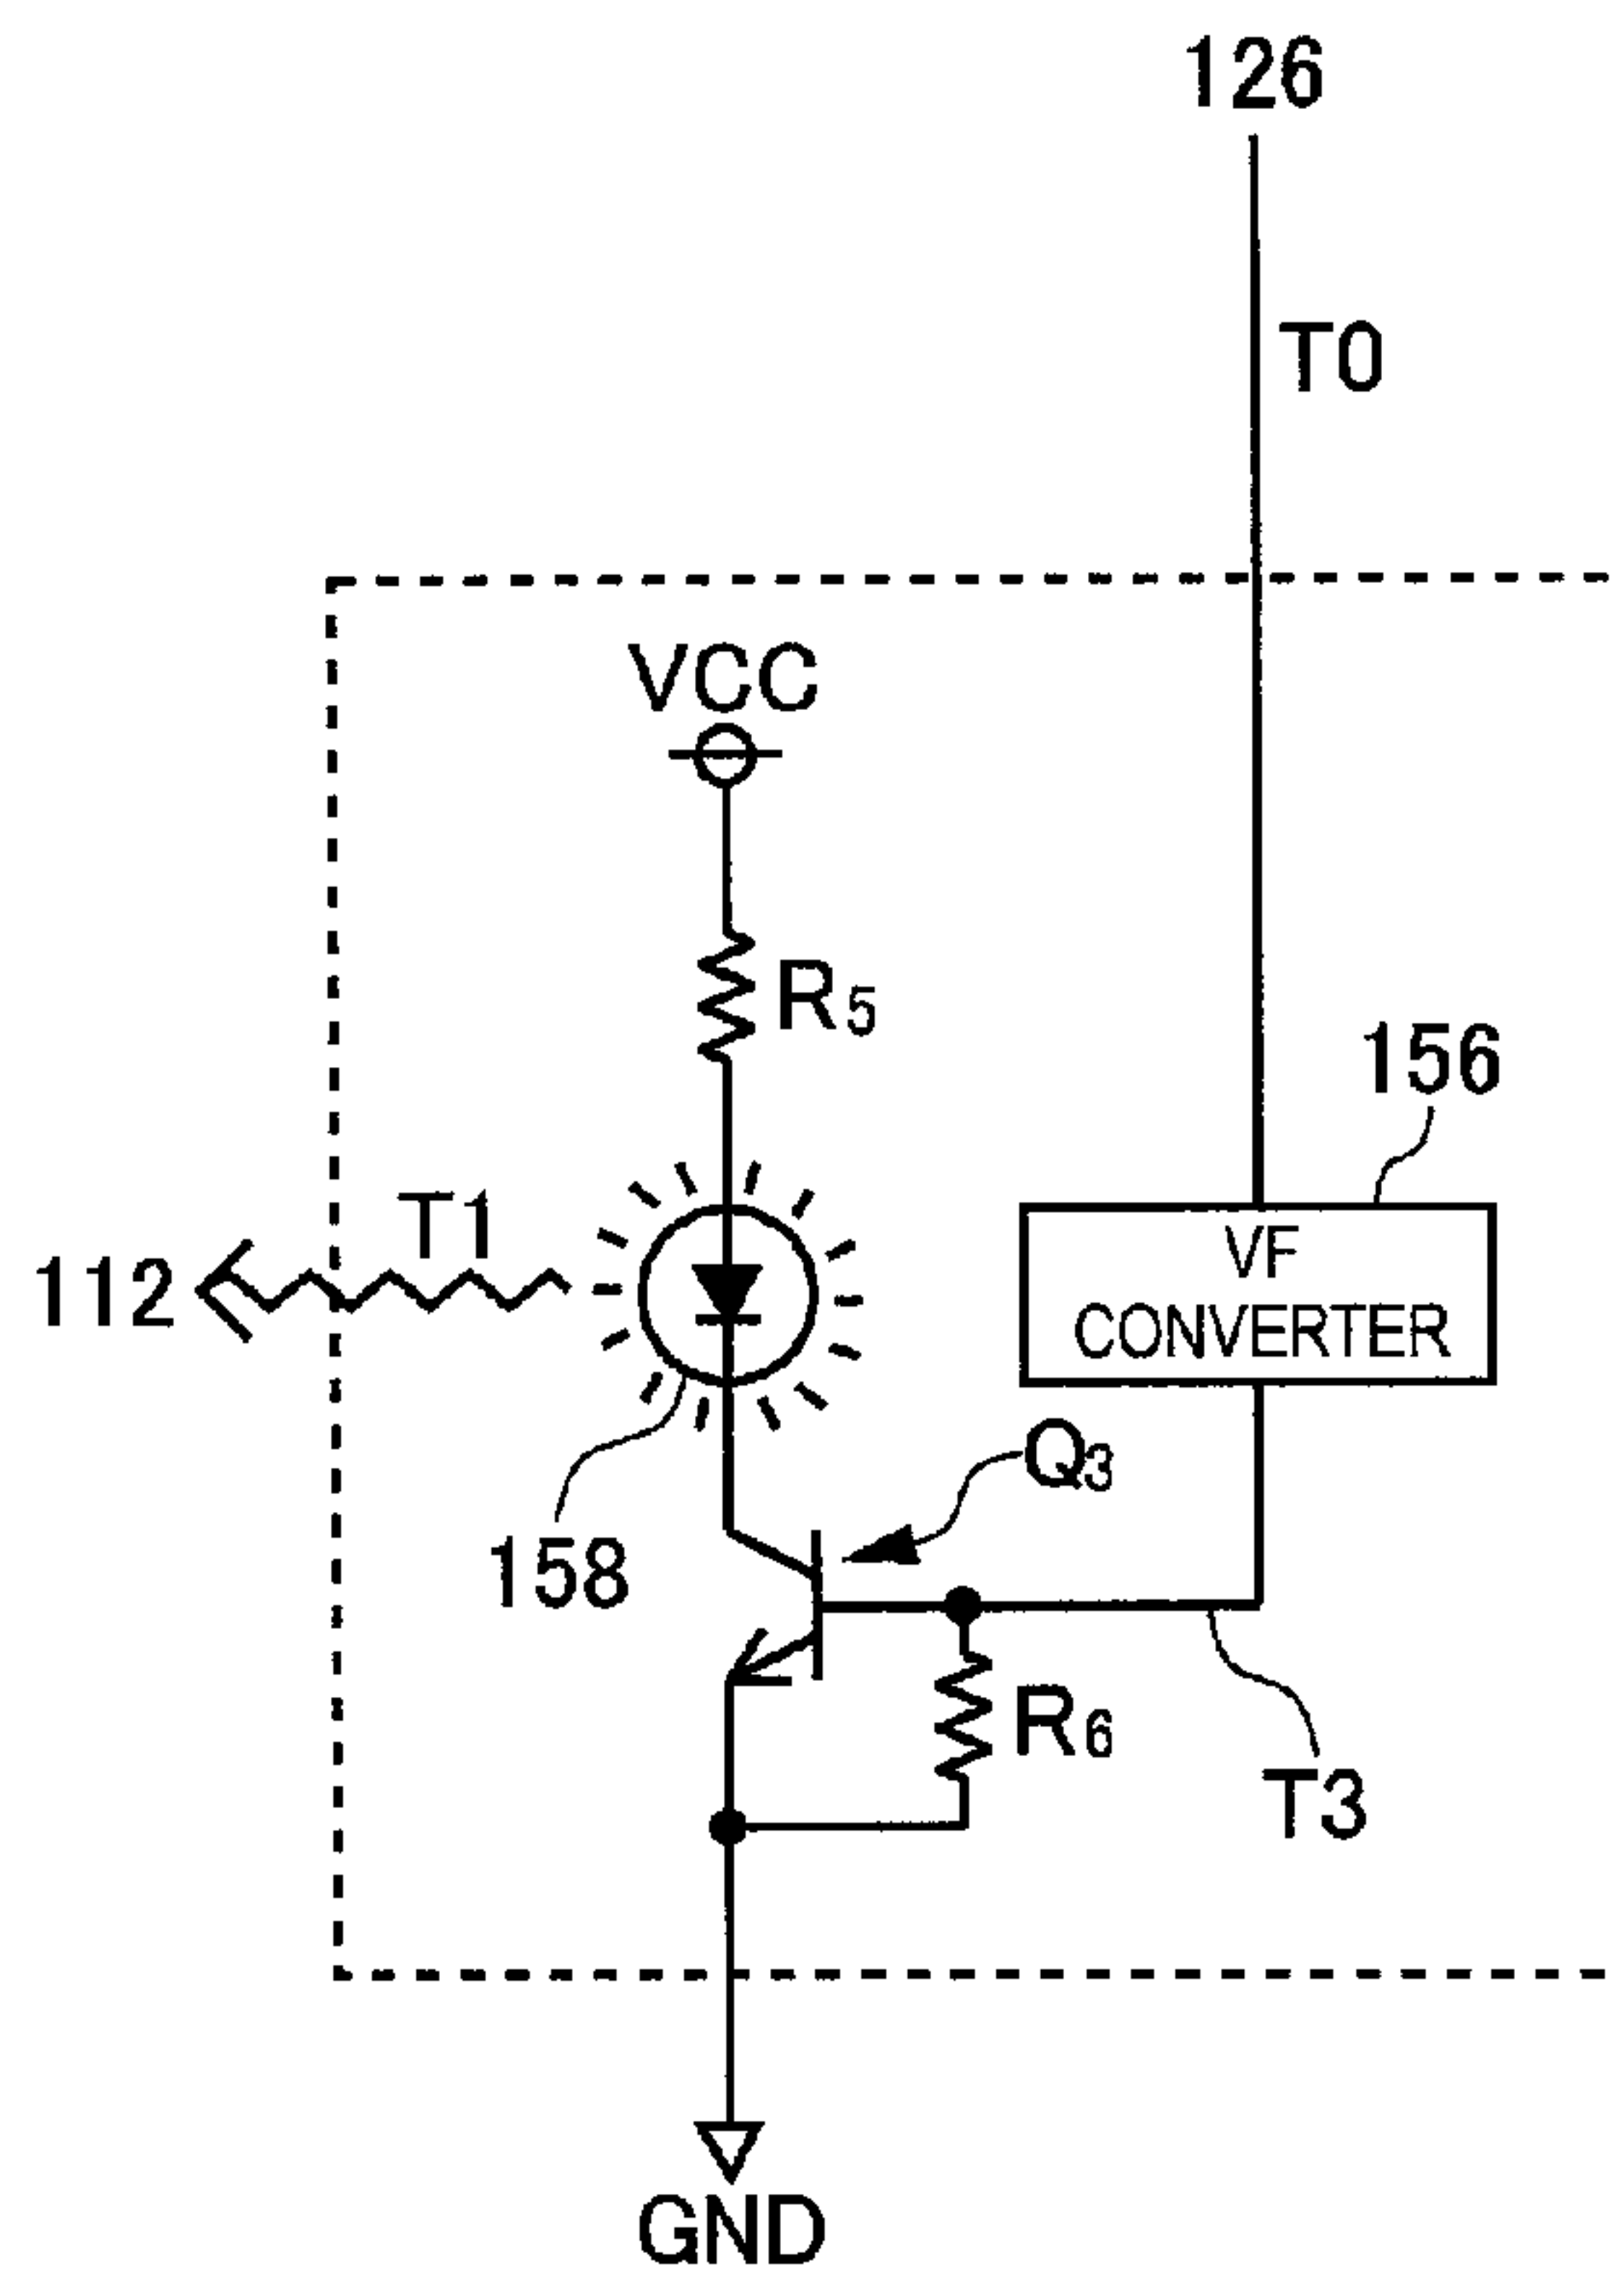 126
T0
VCC
R5
156
T1
112
VF
CONVERTER
Q3
158
R6
T3
GND